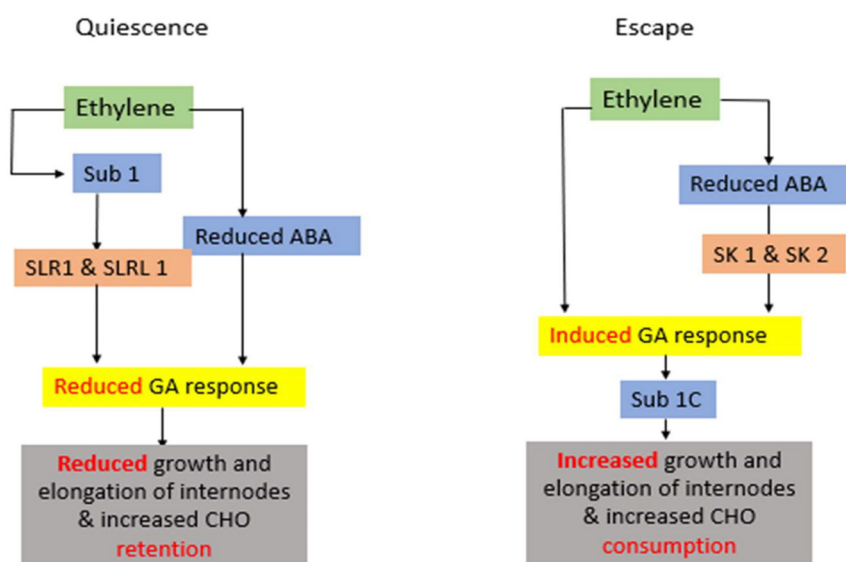 Quiescence
Ethylene
Sub 1
Reduced ABA
SLR1 & SLRL 1
Reduced GA response
Reduced growth and
elongation of internodes
& increased CHO
retention
Escape
Ethylene
Reduced ABA
SK 1 & SK 2
Induced GA response
Sub 1C
Increased growth and
elongation of internodes
& increased CHO
consumption